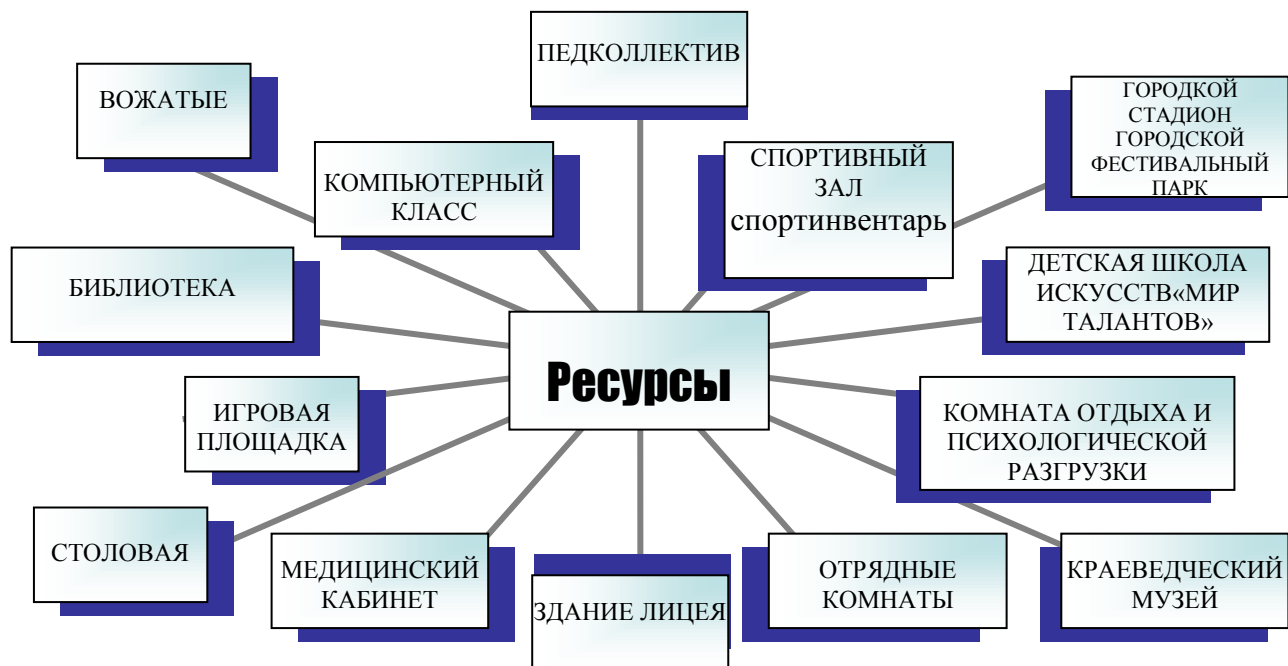 ПЕДКОЛЛЕКТИВ
ВОЖАТЫЕ
ГОРОДКОЙ
СТАДИОН
ГОРОДСКОЙ
ФЕСТИВАЛЬНЫЙ
ПАРК
КОМПЬЮТЕРНЫЙ
КЛАСС
СПОРТИВНЫЙ
ЗАЛ
спортинвентарь
БИБЛИОТЕКА
ДЕТСКАЯ ШКОЛА
ИСКУССТВ«МИР
ТАЛАНТОВ»
Ресурсы
ИГРОВАЯ
ПЛОЩАДКА
КОМНАТА ОТДЫХА И
ПСИХОЛОГИЧЕСКОЙ
РАЗГРУЗКИ
СТОЛОВАЯ
МЕДИЦИНСКИЙ
КАБИНЕТ
ЗДАНИЕ ЛИЦЕЯ
ОТРЯДНЫЕ
КОМНАТЫ
КРАЕВЕДЧЕСКИЙ
МУЗЕЙ